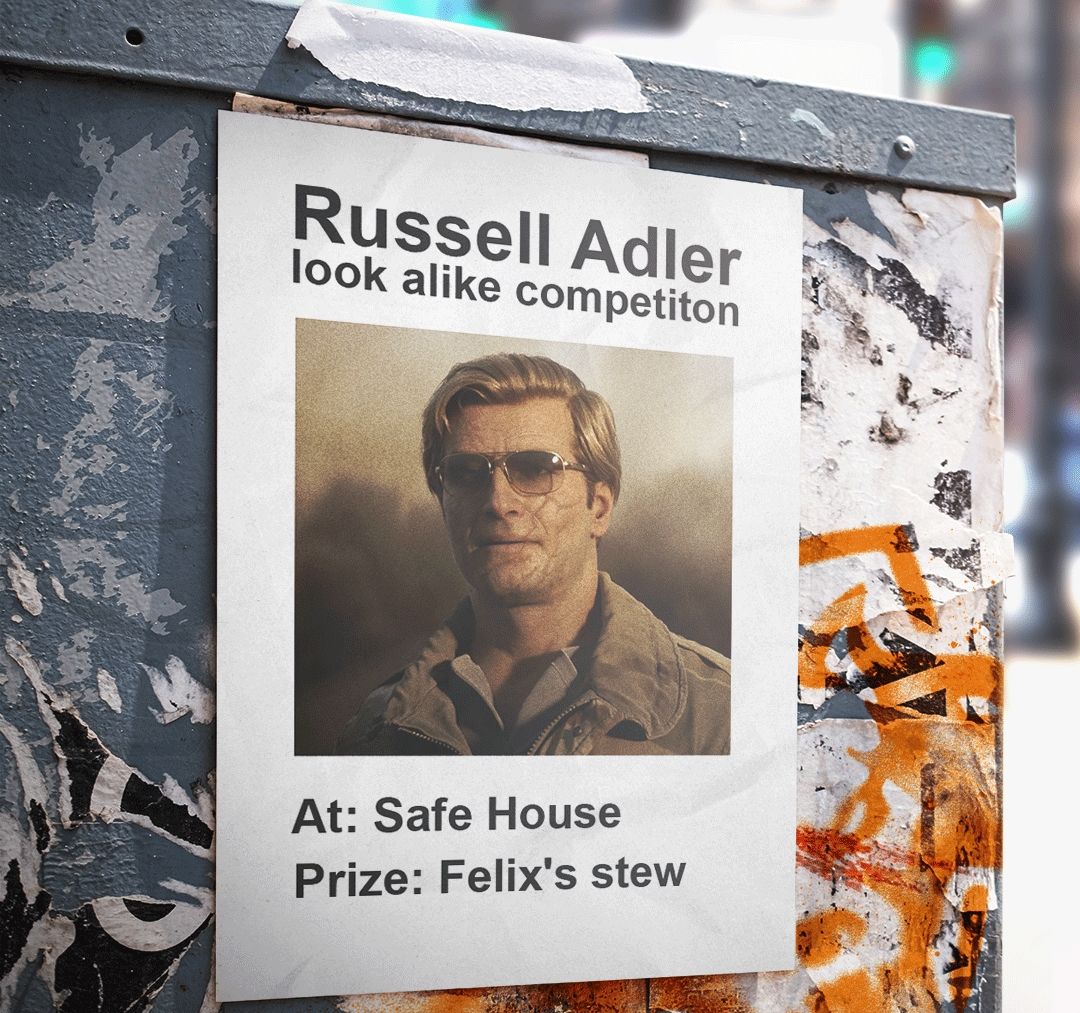 Russell Adler
look alike competiton
At: Safe House
Prize: Felix's stew